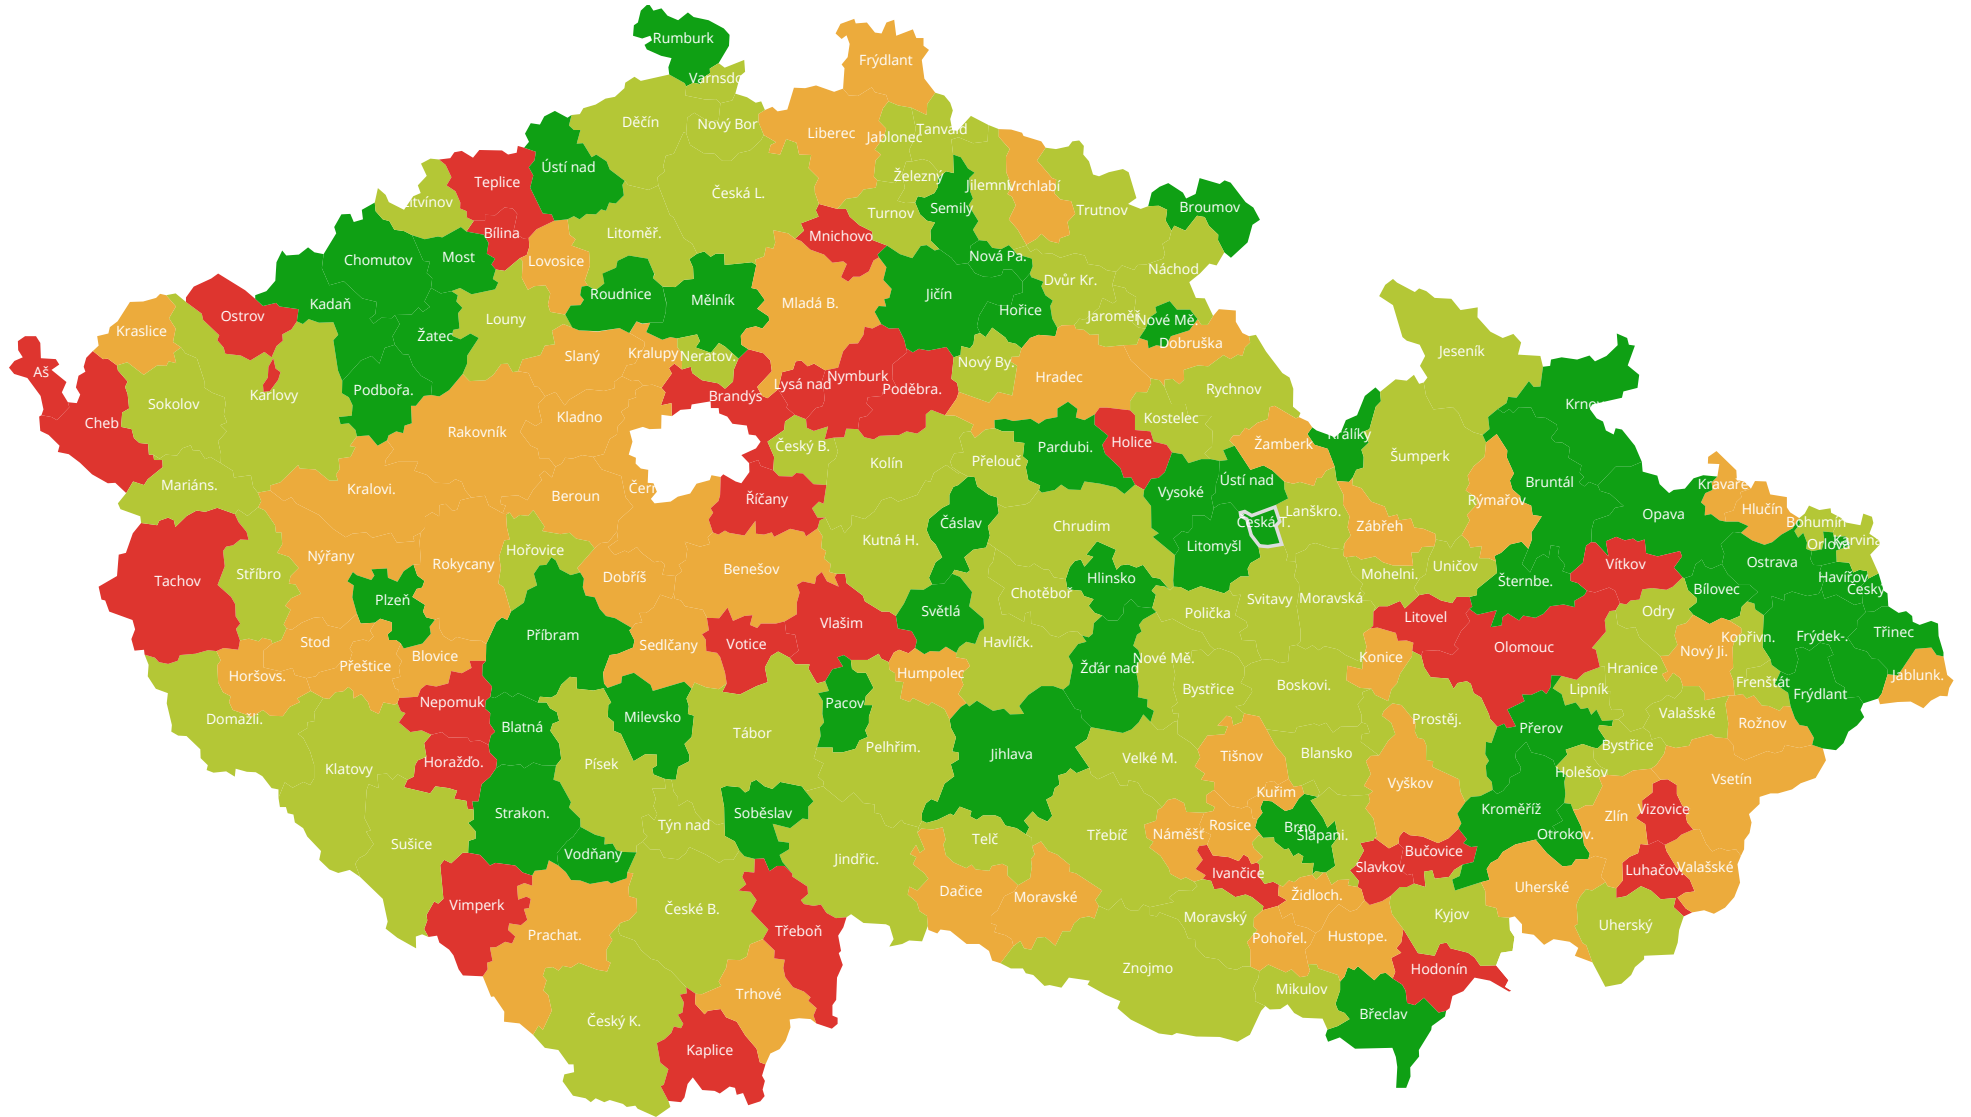 Rumburk
Frýdlant
Varnsdo
Děčín
Nový Bor
Liberec
Jablonec
Tanvald
Ústí nad
Teplice
Železný
Jilemni
Vrchlabí
Česká L.
Litvínov
Turnov
Semily
Trutnov
Broumov
Bílina
Litoměř.
Mnichovo
Chomutov
Most
Lovosice
Nová Pa.
Náchod
Dvůr Kr.
Roudnice
Mělník
Mladá B.
Jičín
Kadaň
Hořice
Ostrov
Louny
Jaroměř
Nové Mě.
Kraslice
Žatec
Dobruška
Slaný
Kralupy
Neratov.
Nový By.
Jeseník
Aš
Lysá nad
Nymburk
Hradec
Poděbra.
Rychnov
Podbořa.
Karlovy
Brandýs
Sokolov
Krnov
Kladno
Kostelec
Cheb
Rakovník
Králíky
Český B.
Pardubi.
Holice
Žamberk
Kolín
Přelouč
Šumperk
Mariáns.
Kralovi.
Čern
Beroun
Říčany
Vysoké
Ústí nad
Bruntál
Kravaře
Rýmařov
Lanškro.
Hlučín
Opava
Čáslav
Chrudim
Česká T.
Zábřeh
Bohumín
Kutná H.
Litomyšl
Orlová
Karviná
Hořovice
Nýřany
Rokycany
Stříbro
Tachov
Dobříš
Benešov
Hlinsko
Mohelni.
Uničov
Šternbe.
Vítkov
Ostrava
Havířov
Český
Bílovec
Plzeň
Chotěboř
Svitavy
Moravská
Světlá
Polička
Litovel
Odry
Vlašim
Příbram
Stod
Sedlčany
Votice
Havlíčk.
Olomouc
Kopřivn.
Frýdek-.
Třinec
Přeštice
Blovice
Nové Mě.
Konice
Nový Ji.
Horšovs.
Humpolec
Žďár nad
Hranice
Jablunk.
Bystřice
Boskovi.
Lipník
Frenštát
Frýdlant
Nepomuk
Pacov
Domažli.
Blatná
Milevsko
Prostěj.
Přerov
Valašské
Rožnov
Tábor
Pelhřim.
Jihlava
Velké M.
Tišnov
Blansko
Bystřice
Klatovy
Horažďo.
Písek
Holešov
Vyškov
Vsetín
Kuřim
Strakon.
Soběslav
Kroměříž
Vizovice
Zlín
Týn nad
Telč
Třebíč
Náměšť
Rosice
Brno
Šlapani.
Otrokov.
Sušice
Vodňany
Jindřic.
Bučovice
Slavkov
Ivančice
Luhačov.
Valašské
Dačice
Moravské
Židloch.
Uherské
Vimperk
České B.
Třeboň
Moravský
Kyjov
Uherský
Prachat.
Pohořel.
Hustope.
Znojmo
Hodonín
Trhové
Mikulov
Český K.
Břeclav
Kaplice